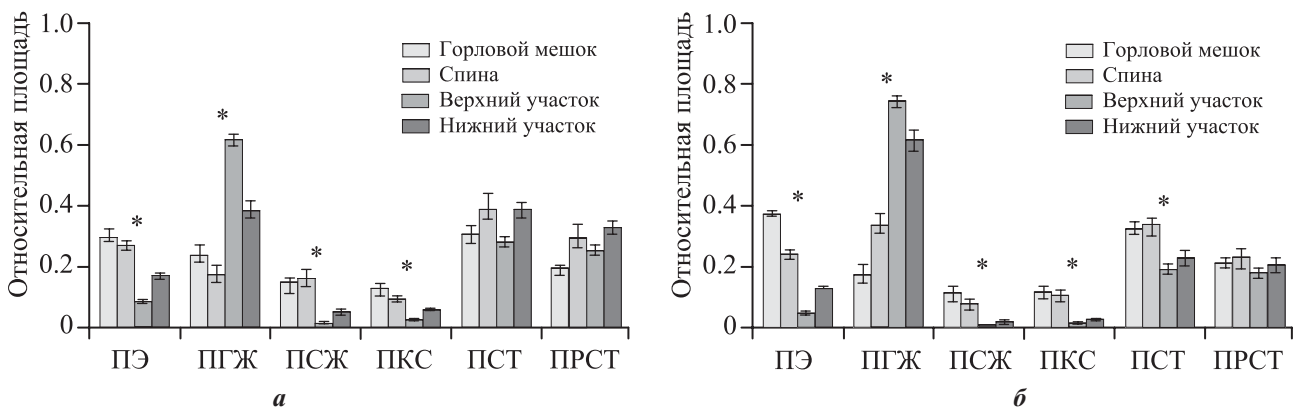 Относительная площадь
1.0
0.8
0.6
0.4
0.2
0
Горловой мешок
Спина
Верхний участок
Нижний участок
*
*
*
*
ПЭ ПГЖ ПСЖ ПКС ПСТ ПРСТ
а
Относительная площадь
1.0
0.8
0.6
0.4
0.2
0
Горловой мешок
Спина
Верхний участок
Нижний участок
*
*
*
*
*
ПЭ ПГЖ ПСЖ ПКС ПСТ ПРСТ
б